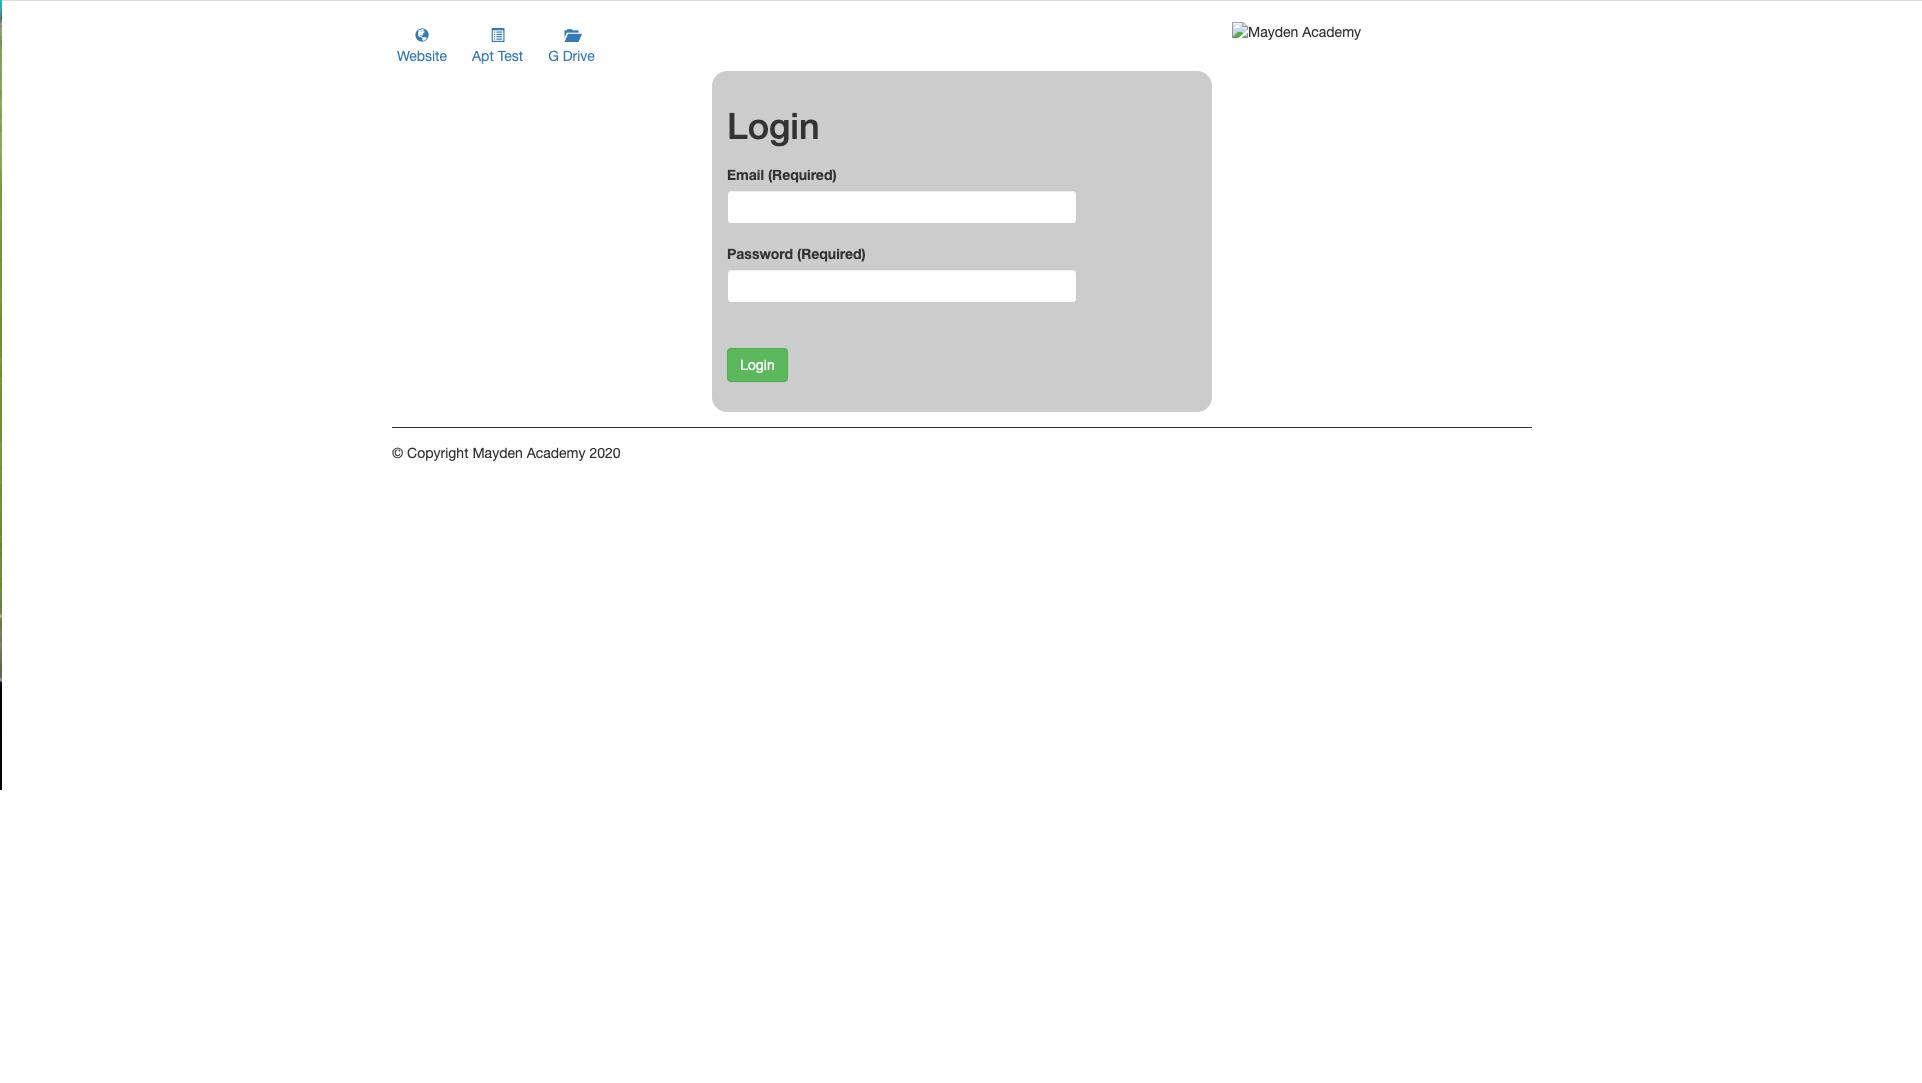 Website Apt Test G Drive
Mayden Academy
Login
Email (Required)
Password (Required)
Login
© Copyright Mayden Academy 2020